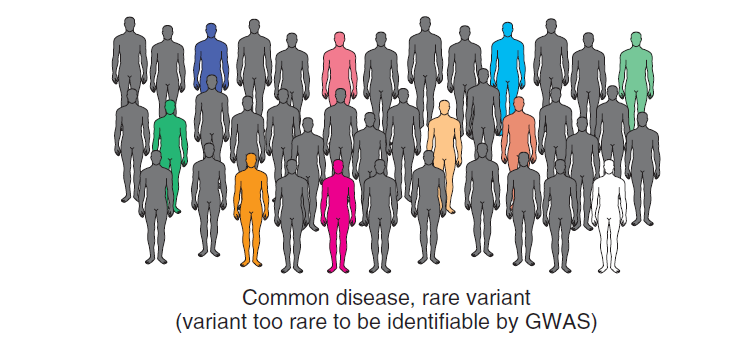 Common disease, rare variant
(variant too rare to be identifiable by GWAS)